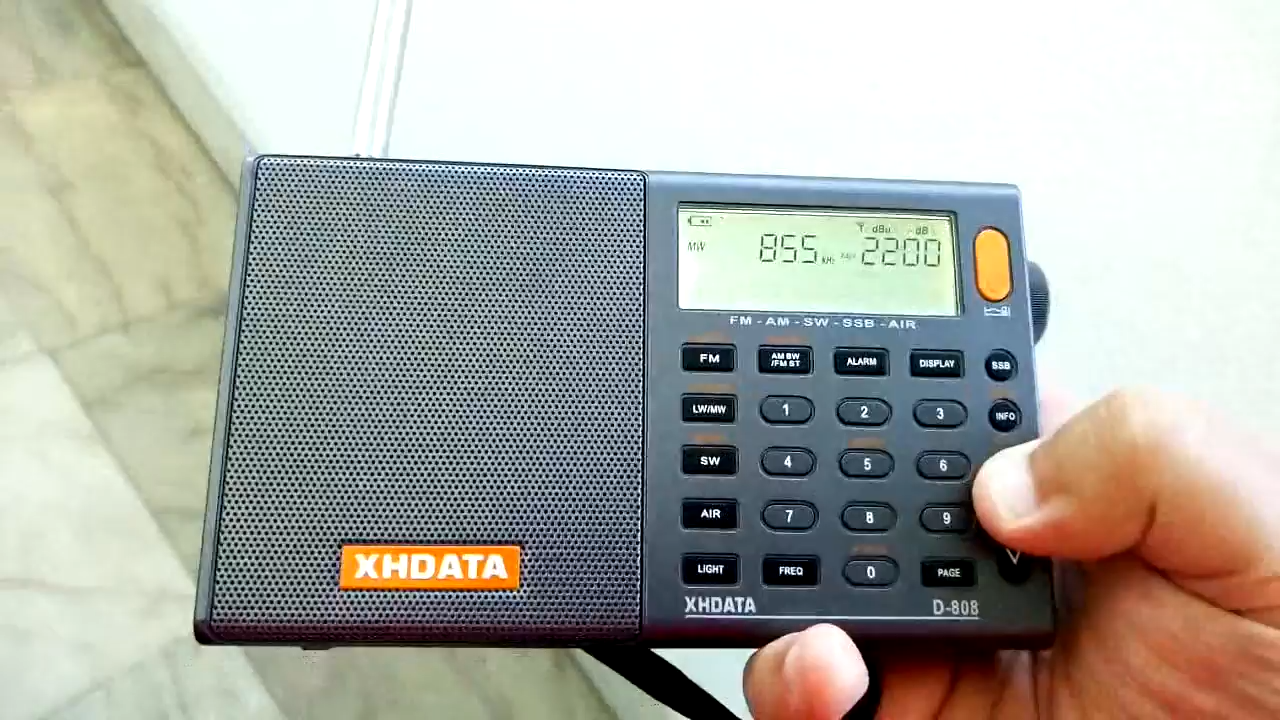 dBu dB
MW 855 KHz 2200
FM - AM - SW - SSB - AIR
FM AM BW /FM ST ALARM DISPLAY SSB
LW/MW 1 2 3 INFO
SW 4 5 6
AIR 7 8 9
LIGHT FREQ 0 PAGE
XHDATA
XHDATA D-808